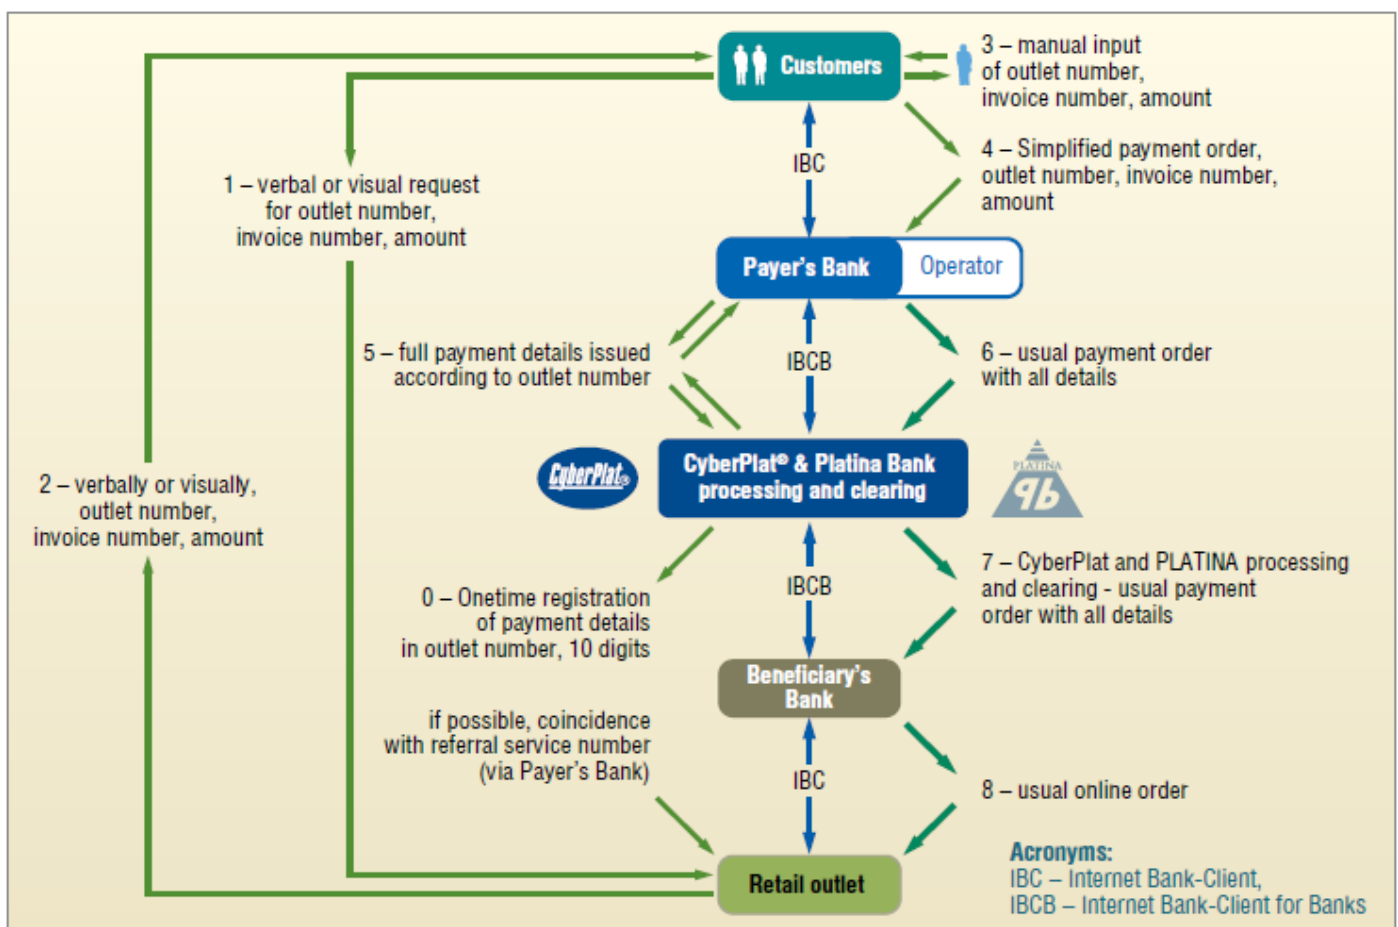 Customers
3 – manual input
of outlet number,
invoice number, amount
IBC
4 – Simplified payment order,
outlet number, invoice number,
amount
1 – verbal or visual request
for outlet number,
invoice number, amount
Payer's Bank
Operator
5 – full payment details issued
according to outlet number
IBCB
6 – usual payment order
with all details
CyberPlat®
CyberPlat® & Platina Bank
processing and clearing
PLATINA
2 – verbally or visually,
outlet number,
invoice number, amount
0 – Onetime registration
of payment details
in outlet number, 10 digits
IBCB
7 – CyberPlat and PLATINA processing
and clearing - usual payment
order with all details
Beneficiary's
Bank
if possible, coincidence
with referral service number
(via Payer's Bank)
IBC
8 – usual online order
Retail outlet
Acronyms:
IBC – Internet Bank-Client,
IBCB – Internet Bank-Client for Banks